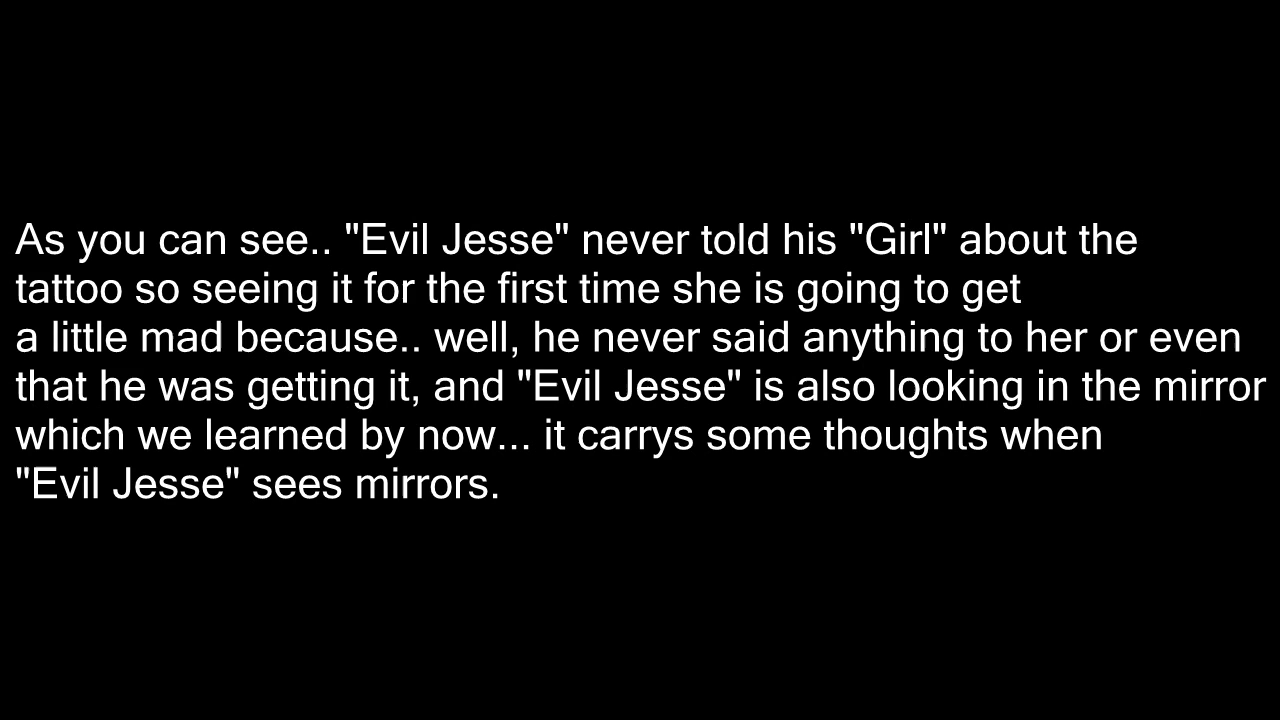 As you can see.. "Evil Jesse" never told his "Girl" about the
tattoo so seeing it for the first time she is going to get
a little mad because.. well, he never said anything to her or even
that he was getting it, and "Evil Jesse" is also looking in the mirror
which we learned by now... it carrys some thoughts when
"Evil Jesse" sees mirrors.